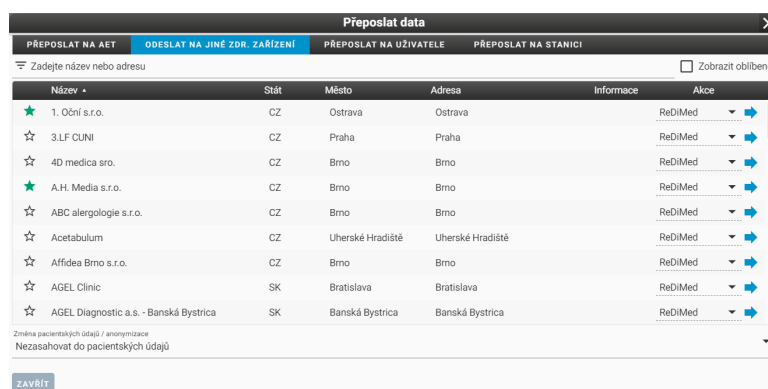 Přeposlat data
PŘEPOSLAT NA AET ODESLAT NA JINÉ ZDR. ZAŘÍZENÍ PŘEPOSLAT NA UŽIVATELE PŘEPOSLAT NA STANICI
Zadejte název nebo adresu Zobrazit oblíben
Název Stát Město Adresa Informace Akce
1. Oční s.r.o. CZ Ostrava Ostrava ReDiMed
3.LF CUNI CZ Praha Praha ReDiMed
4D medica sro. CZ Brno Brno ReDiMed
A.H. Media s.r.o. CZ Brno Brno ReDiMed
ABC alergologie s.r.o. CZ Brno Brno ReDiMed
Acetabulum CZ Uherské Hradiště Uherské Hradiště ReDiMed
Affidea Brno s.r.o. CZ Brno Brno ReDiMed
AGEL Clinic SK Bratislava Bratislava ReDiMed
AGEL Diagnostic a.s. - Banská Bystrica SK Banská Bystrica Banská Bystrica ReDiMed
Změna pacientských údajů / anonymizace
Nezasahovat do pacientských údajů
ZAVŘÍT